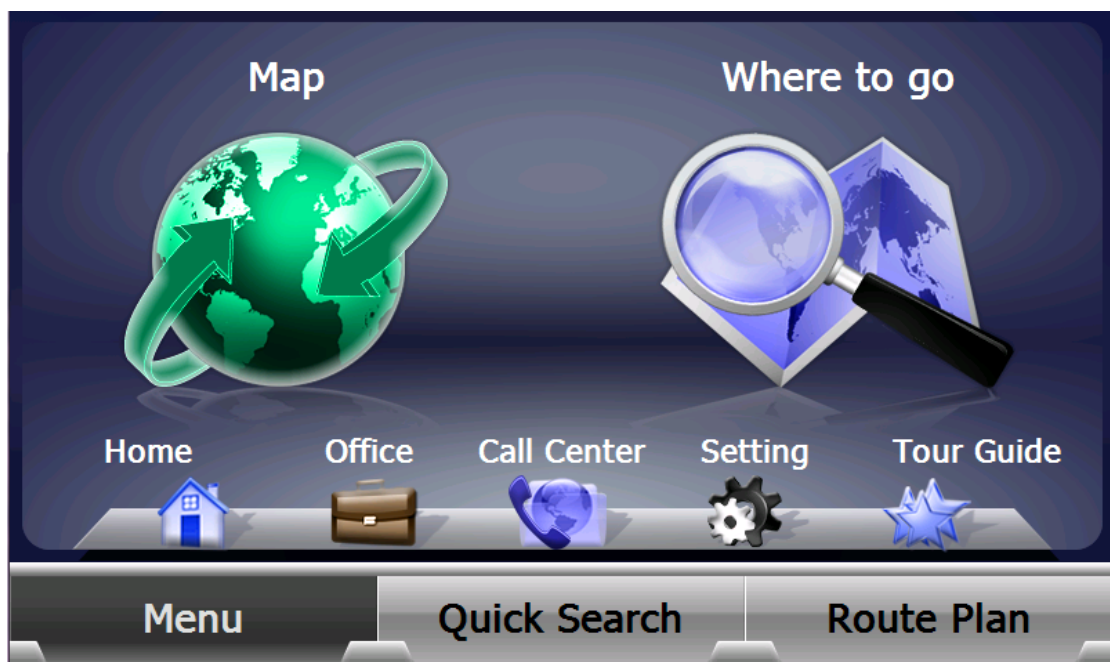 Map
Where to go
Home
Office
Call Center
Setting
Tour Guide
Menu
Quick Search
Route Plan